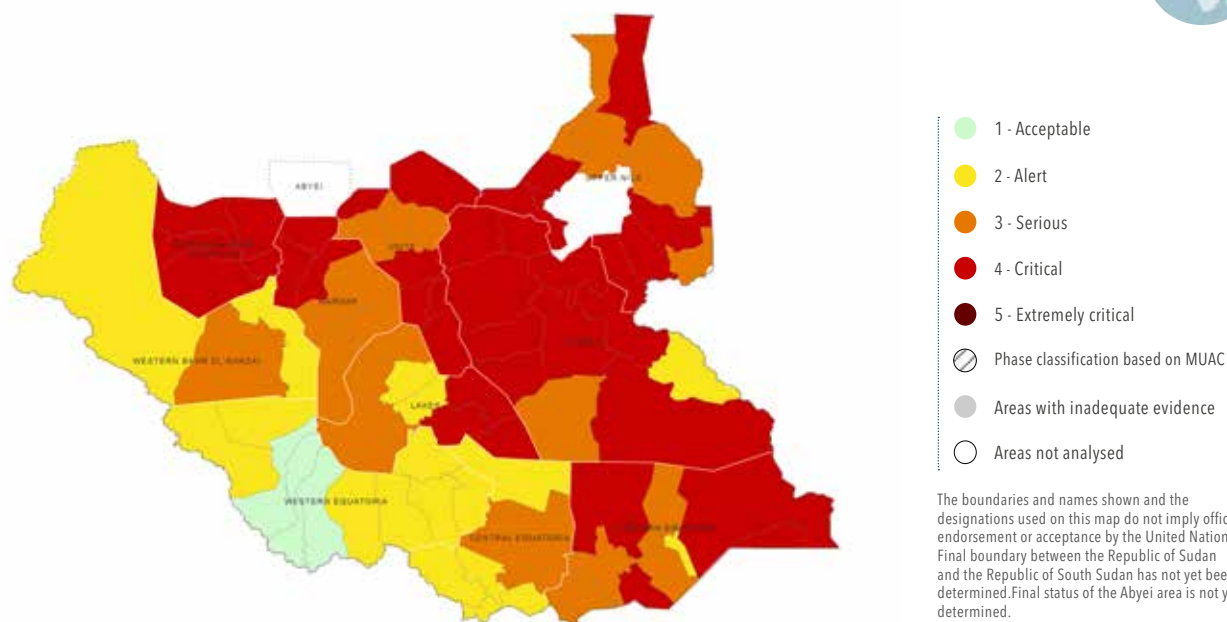 ABYEI
UPPER NILE
UNITY
WARRAP
WESTERN BAHR EL GHAZAL
LAKES
WESTERN EQUATORIA
CENTRAL EQUATORIA
1 - Acceptable
2 - Alert
3 - Serious
4 - Critical
5 - Extremely critical
Phase classification based on MUAC
Areas with inadequate evidence
Areas not analysed
The boundaries and names shown and the
designations used on this map do not imply offic
endorsement or acceptance by the United Nation
Final boundary between the Republic of Sudan
and the Republic of South Sudan has not yet bee
determined.Final status of the Abyei area is not y
determined.